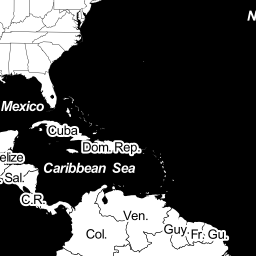 N
Mexico
Cuba
Dom. Rep.
elize
Caribbean Sea
Sal.
C.R.
Ven.
Col.
Guy.
Fr. Gu.